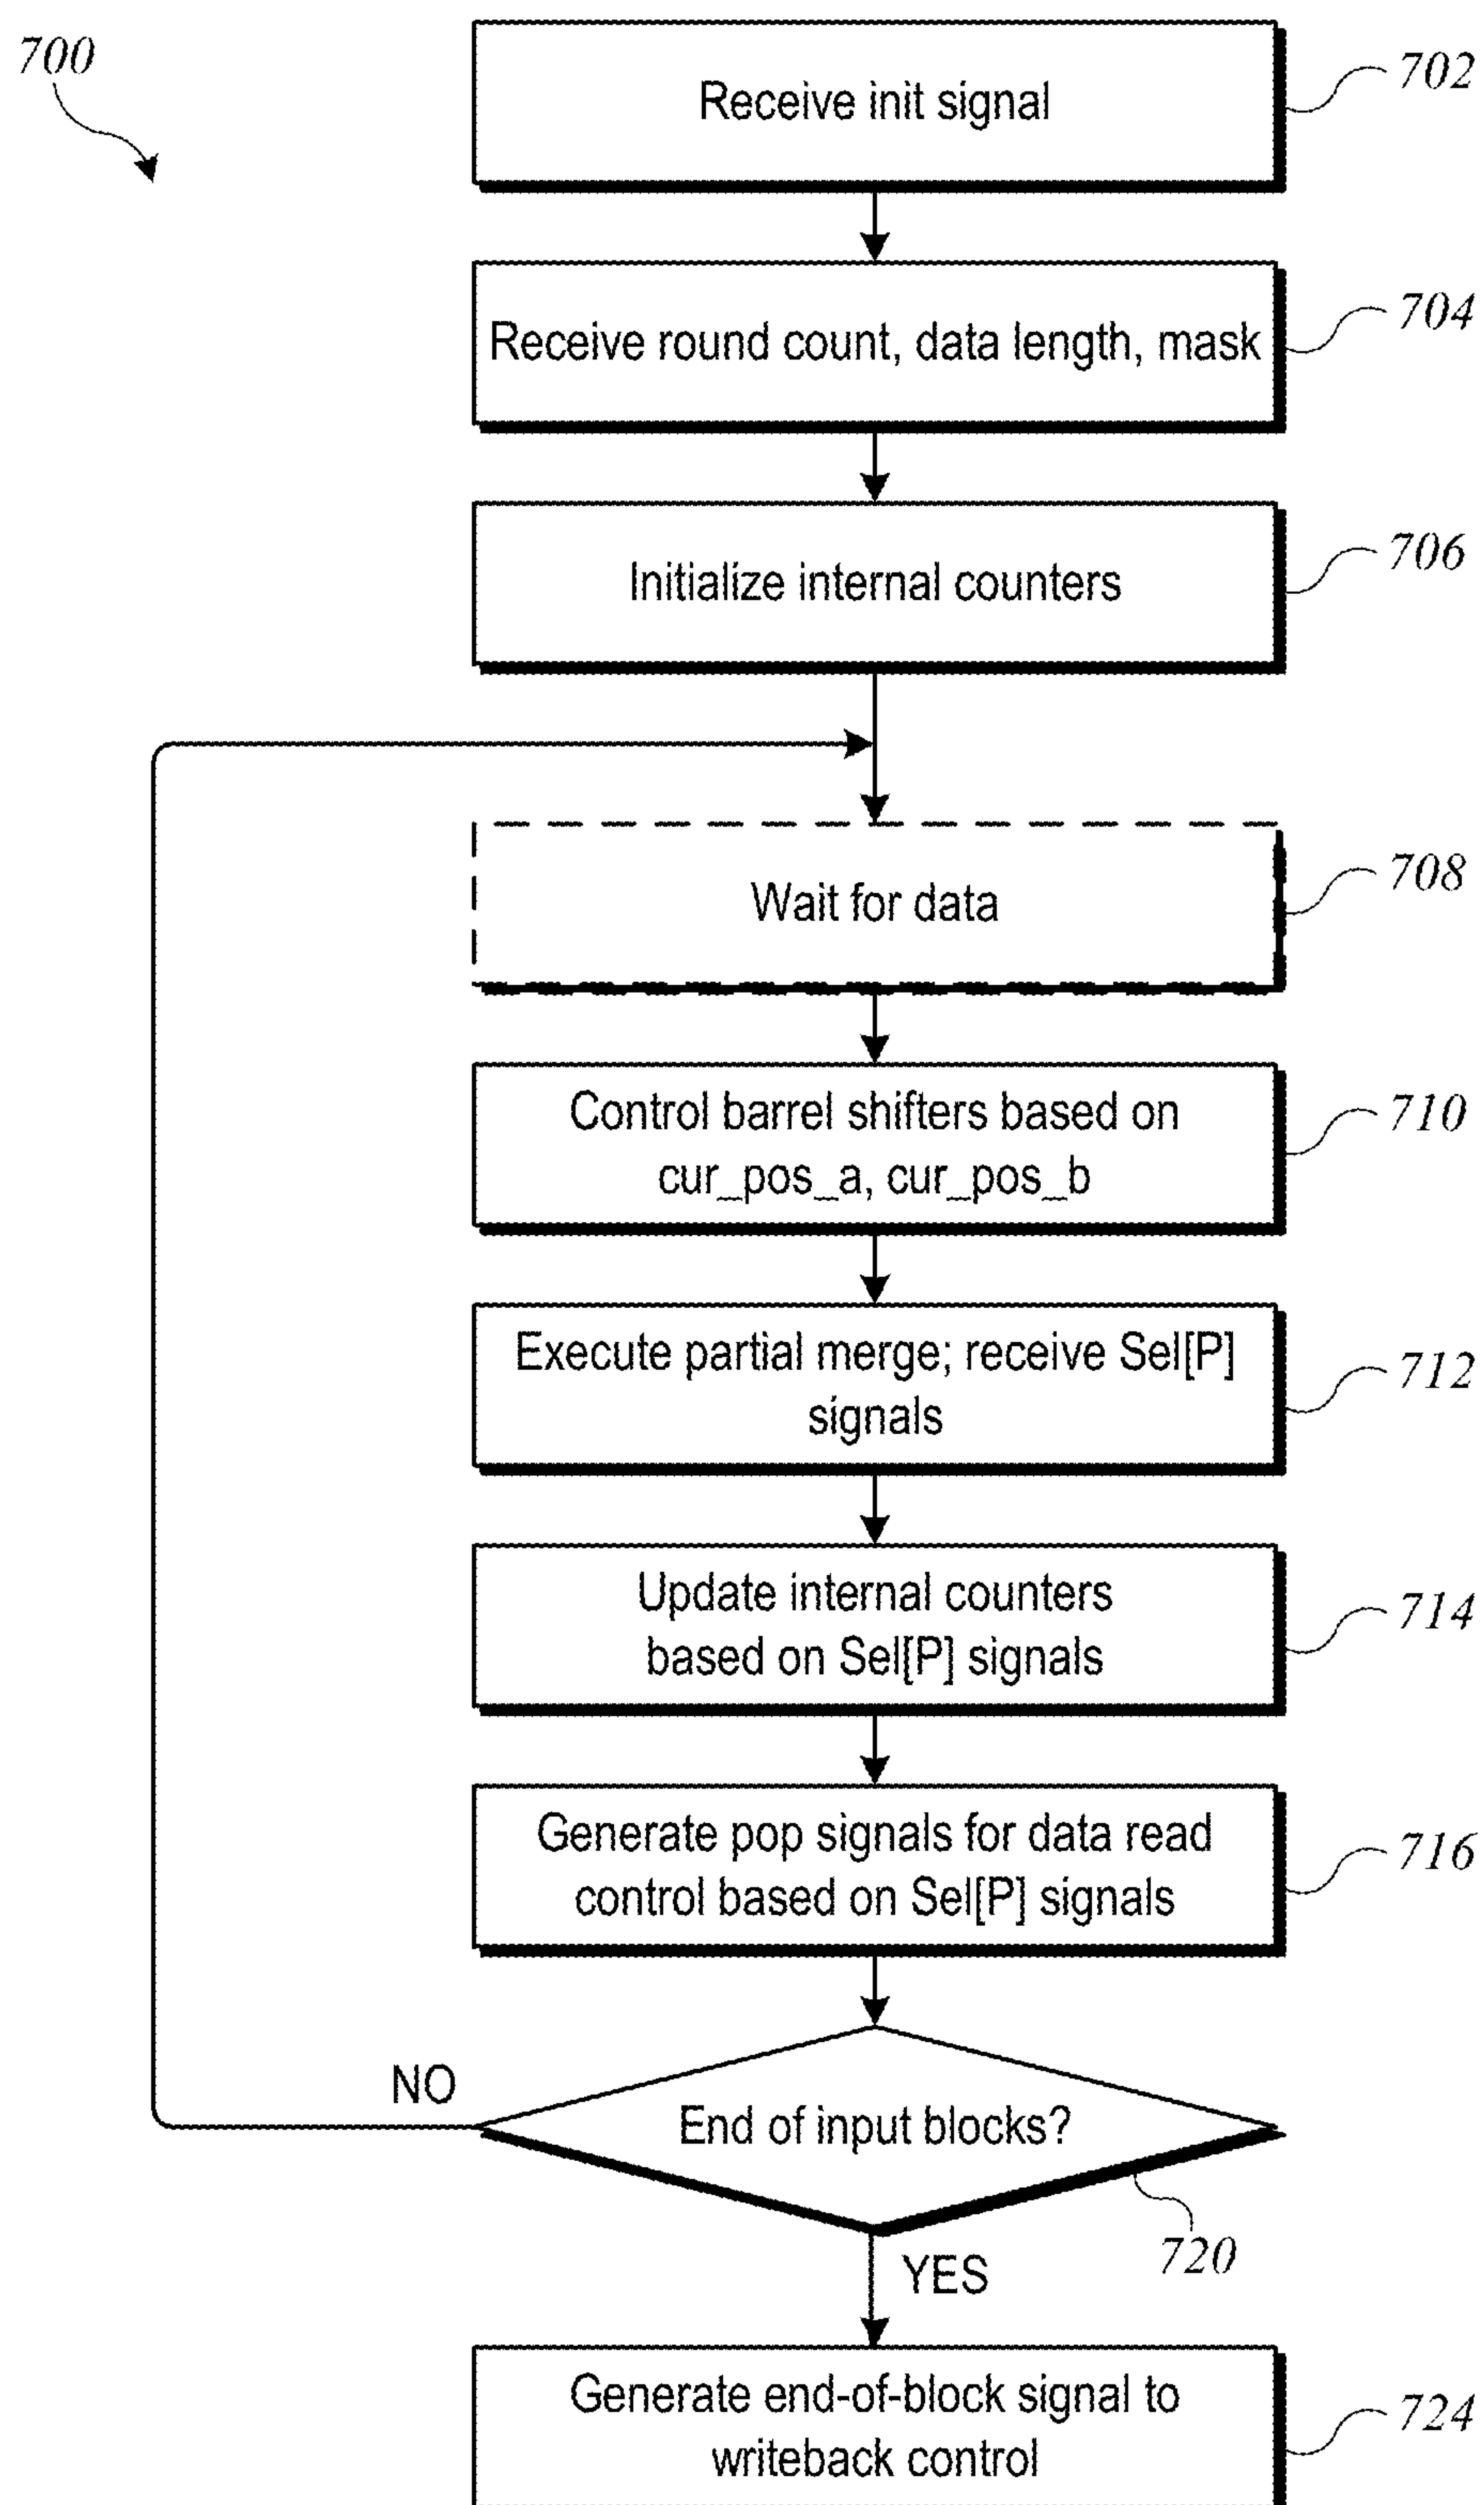 700
Receive init signal
702
Receive round count, data length, mask
704
Initialize internal counters
706
Wait for data
708
Control barrel shifters based on
cur_pos_a, cur_pos_b
710
Execute partial merge; receive Sel[P]
signals
712
Update internal counters
based on Sel[P] signals
714
Generate pop signals for data read
control based on Sel[P] signals
716
NO
End of input blocks?
720
YES
Generate end-of-block signal to
writeback control
724